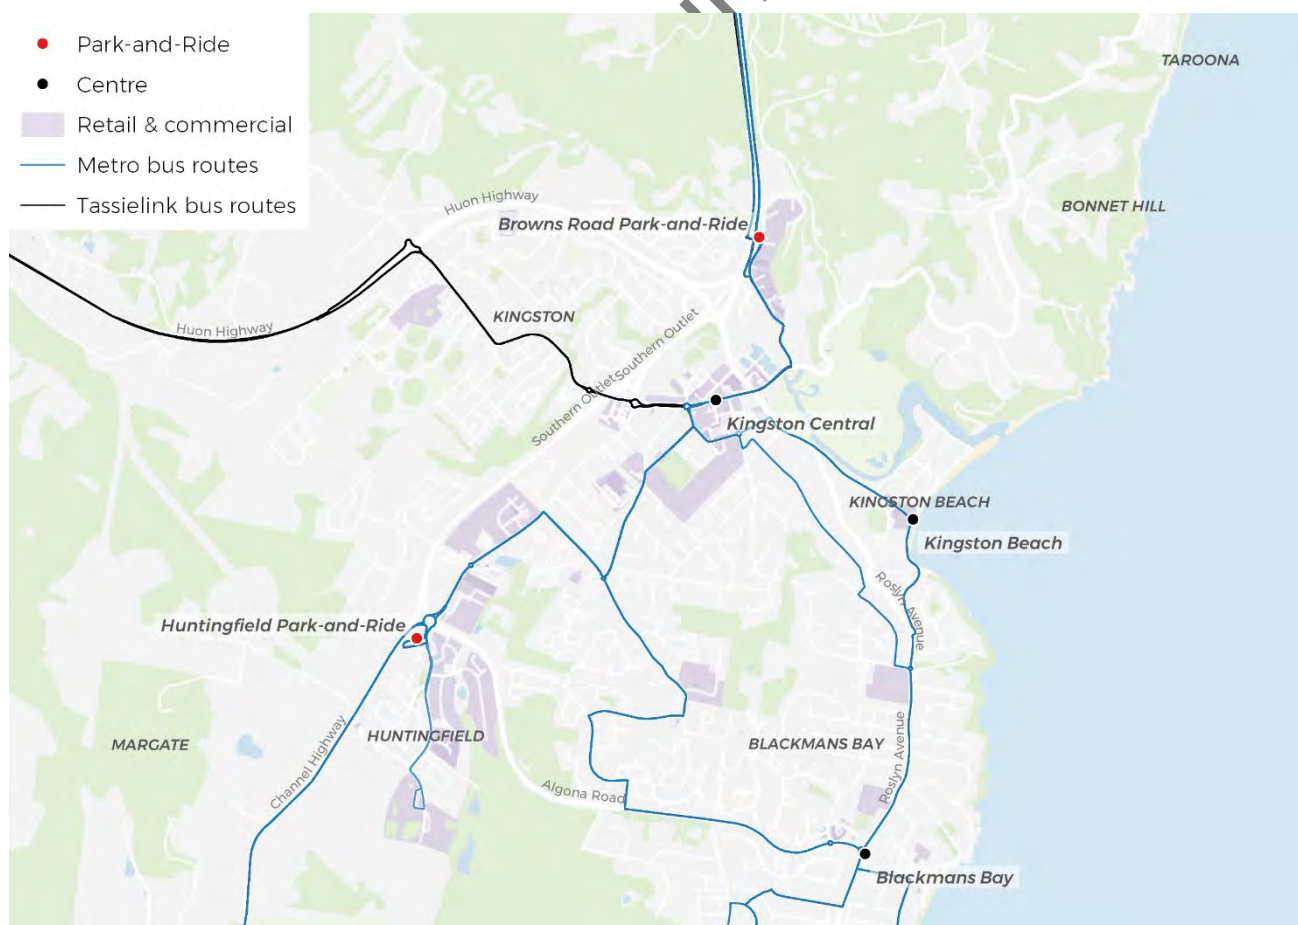 Park-and-Ride
Centre
Retail & commercial
Metro bus routes
Tassielink bus routes
TAROONA
Huon Highway
BONNET HILL
Browns Road Park-and-Ride
Huon Highway
KINGSTON
Southern Outlet
Southern Outlet
Kingston Central
KINGSTON BEACH
Kingston Beach
Roslyn Avenue
Huntingfield Park-and-Ride
HUNTINGFIELD
MARGATE
BLACKMANS BAY
Channel Highway
Roslyn Avenue
Algona Road
Blackmans Bay